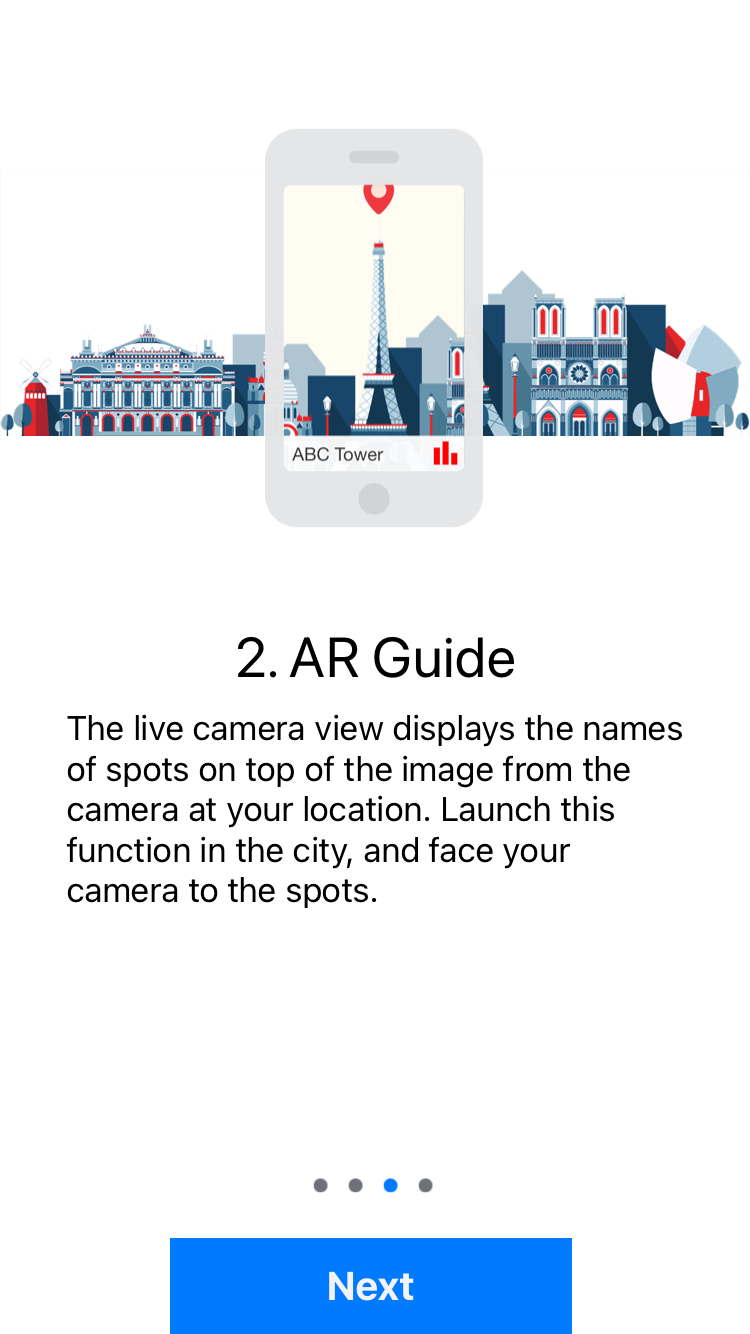 ABC Tower
2. AR Guide
The live camera view displays the names
of spots on top of the image from the
camera at your location. Launch this
function in the city, and face your
camera to the spots.
Next